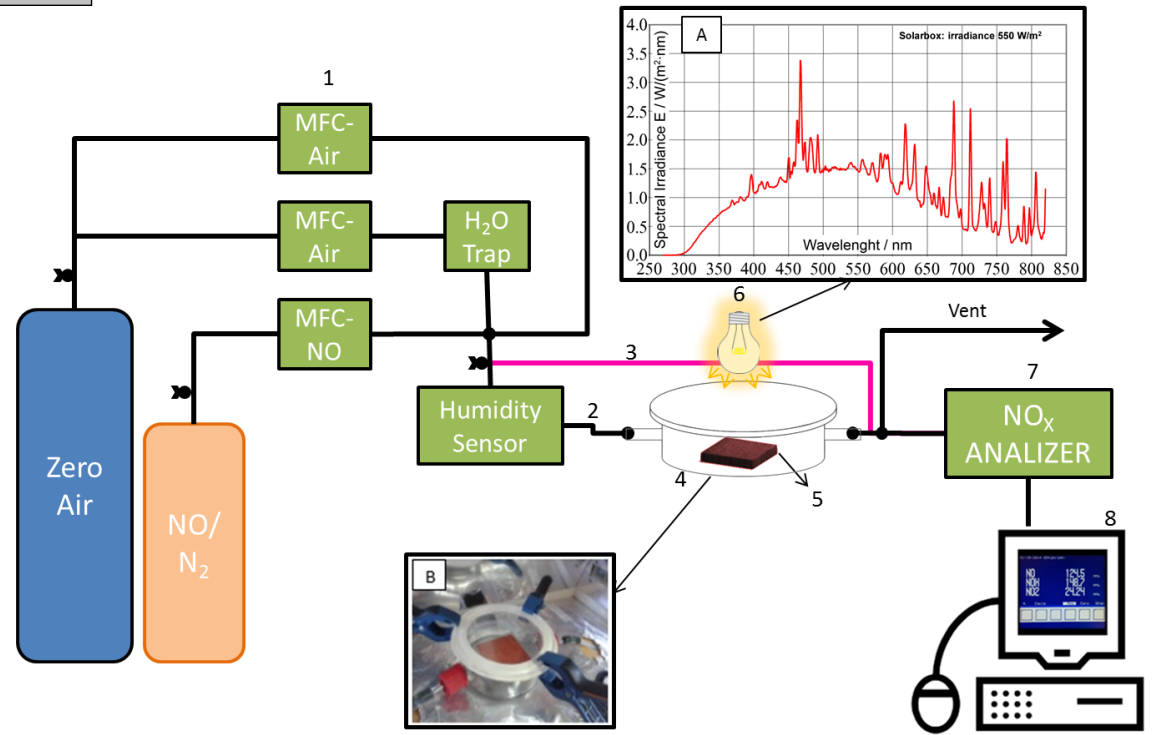 1
MFC-
Air
MFC-
Air
H₂O
Trap
MFC-
NO
Zero
Air
NO/
N₂
Humidity
Sensor
2
3
4
5
6
A
Solarbox: irradiance 550 W/m²
Spectral Irradiance E / W/(m²·nm)
4.0
3.5
3.0
2.5
2.0
1.5
1.0
0.5
0.0
250 300 350 400 450 500 550 600 650 700 750 800 850
Wavelenght / nm
Vent
7
NOₓ
ANALIZER
8
NO 124.5
NOH 148.7
NO2 24.24
B